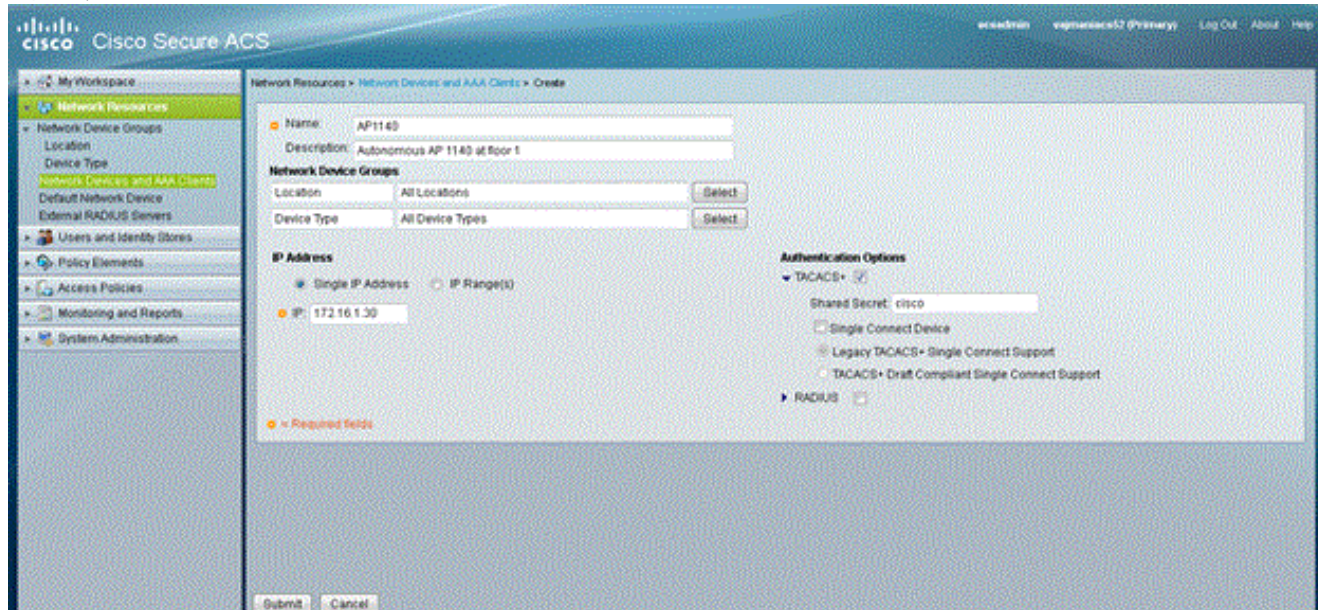 CISCO Cisco Secure ACS
acsadmin (Primary) Log Out About Help
My Workspace
Network Resources
Network Device Groups
Location
Device Type
Network Devices and AAA Clients
Default Network Device
External RADIUS Servers
Users and Identity Stores
Policy Elements
Access Policies
Monitoring and Reports
System Administration
Network Resources > Network Devices and AAA Clients > Create
Name: AP1140
Description: Autonomous AP 1140 at floor 1
Network Device Groups
Location All Locations Select
Device Type All Device Types Select
IP Address
Single IP Address IP Range(s)
IP: 172.16.1.30
Authentication Options
TACACS+
Shared Secret: cisco
Single Connect Device
Legacy TACACS+ Single Connect Support
TACACS+ Draft Compliant Single Connect Support
RADIUS
= Required fields
Submit Cancel